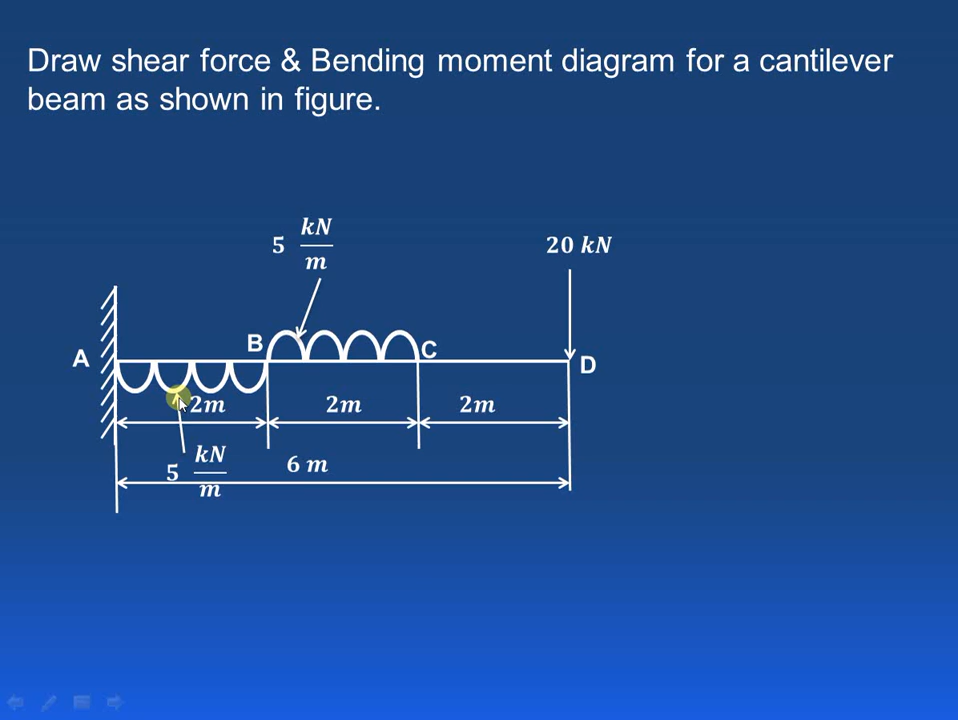 Draw shear force & Bending moment diagram for a cantilever
beam as shown in figure.
5 kN/m
20 kN
A
B
C
D
2m
2m
2m
5 kN/m
6 m